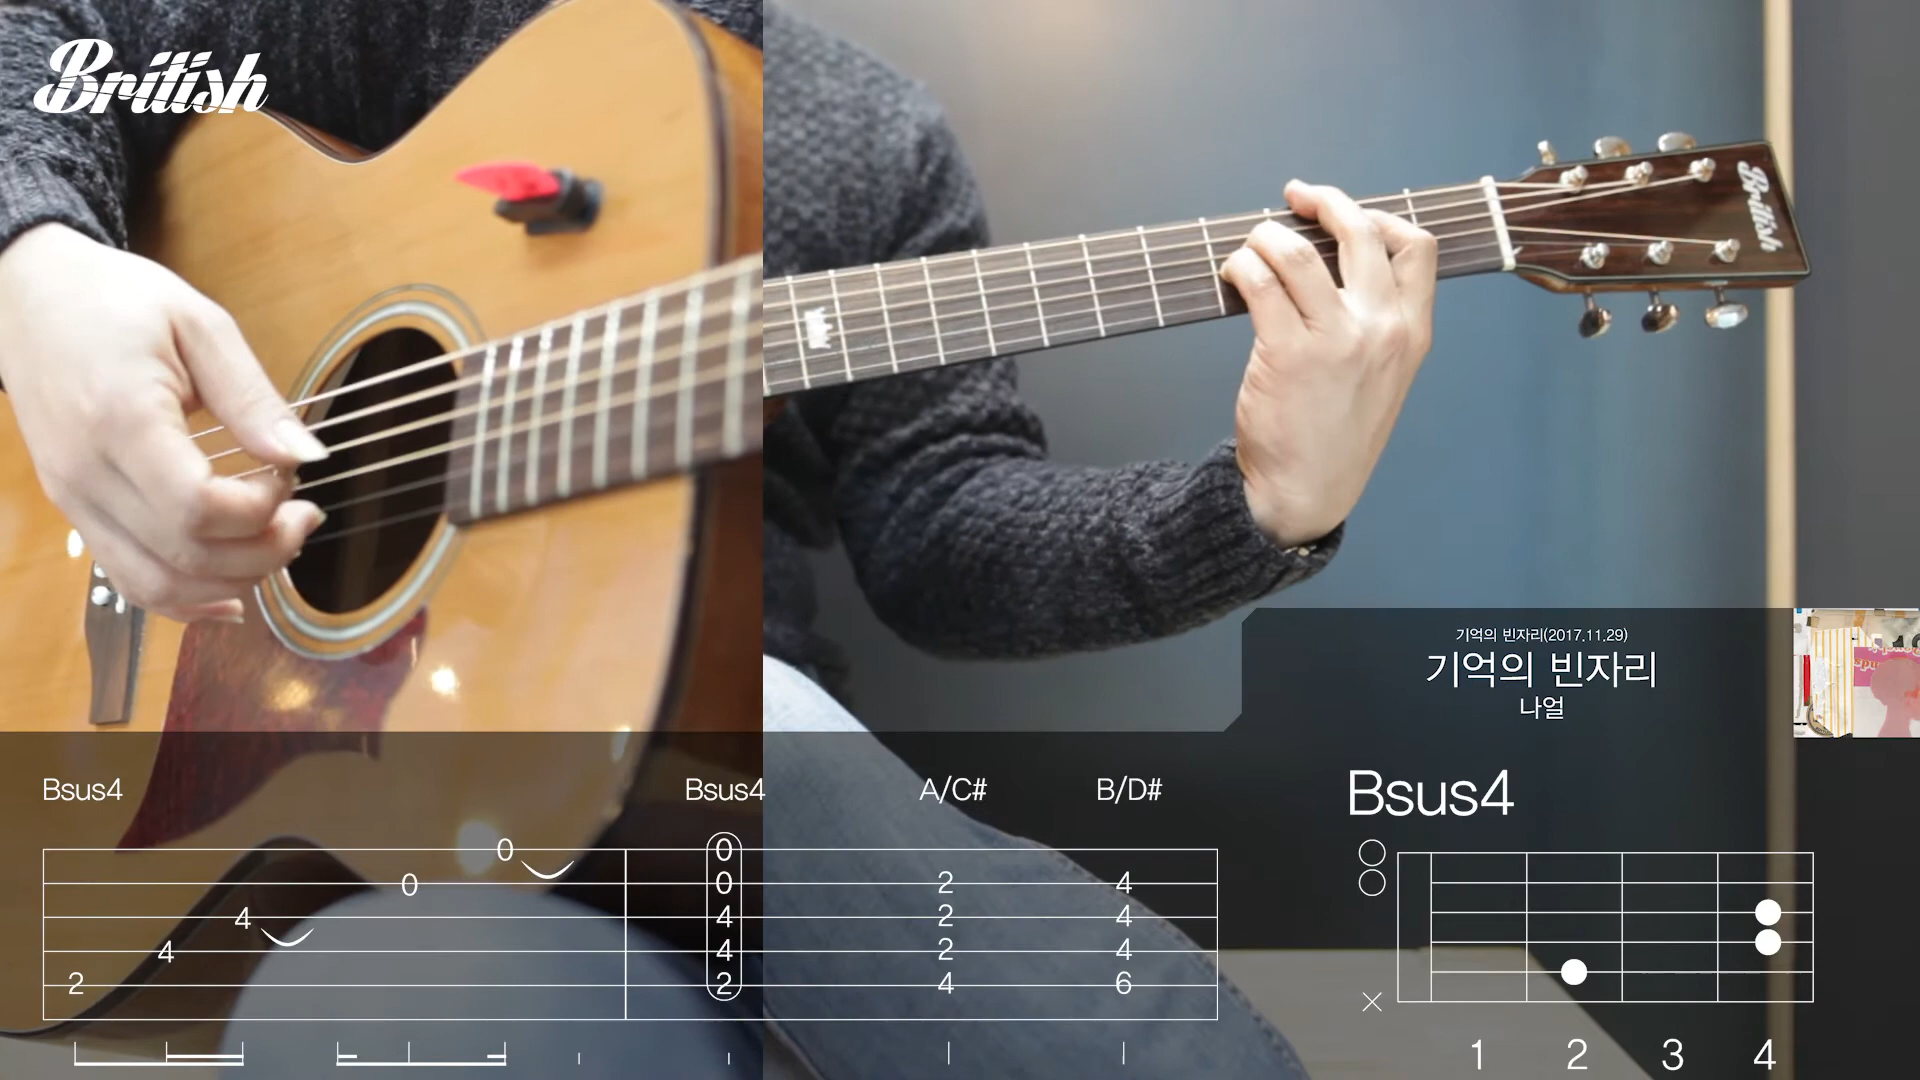 British
British
기억의 빈자리(2017.11.29)
기억의 빈자리
나얼
Bsus4 Bsus4 A/C# B/D#
0 0
0 0 2 4
4 4 2 4
4 4 2 4
2 2 4 6
Bsus4
1 2 3 4